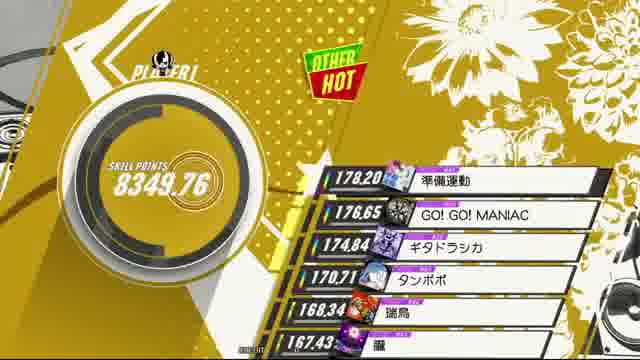 PLAYER1
OTHER
HOT
SKILL POINTS
8349.76
178,20 準備運動
176,65 GO! GO! MANIAC
174,84 ギタドラシカ
170,71 タンポポ
168,34 瑞鳥
167,43 朧